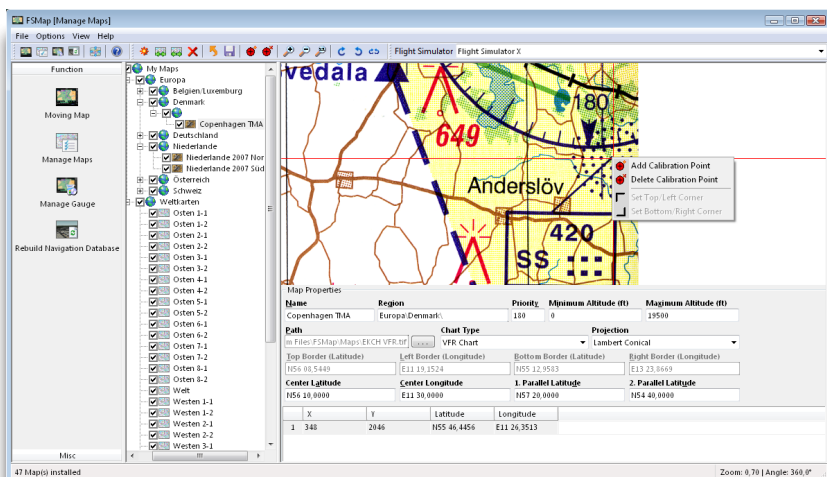 FSMap [Manage Maps]
File Options View Help
Flight Simulator Flight Simulator X
Function
Moving Map
Manage Maps
Manage Gauge
Rebuild Navigation Database
Misc
My Maps
Europa
Belgien/Luxemburg
Denmark
Copenhagen TMA
Deutschland
Niederlande
Niederlande 2007 Nor
Niederlande 2007 Süd
Österreich
Schweiz
Weltkarten
Osten 1-1
Osten 1-2
Osten 2-1
Osten 2-2
Osten 3-1
Osten 3-2
Osten 4-1
Osten 4-2
Osten 5-1
Osten 5-2
Osten 6-1
Osten 6-2
Osten 7-1
Osten 7-2
Osten 8-1
Osten 8-2
Welt
Westen 1-1
Westen 1-2
Westen 2-1
Westen 2-2
Westen 3-1
vedala
180
649
Anderslöv
420
SS
Add Calibration Point
Delete Calibration Point
Set Top/Left Corner
Set Bottom/Right Corner
Map Properties
Name Region Priority Minimum Altitude (ft) Maximum Altitude (ft)
Copenhagen TMA Europa\Denmark\ 180 0 19500
Path Chart Type Projection
m Files\FSMap\Maps\EKCH VFR.tif ... VFR Chart Lambert Conical
Top Border (Latitude) Left Border (Longitude) Bottom Border (Latitude) Right Border (Longitude)
N56 08,5449 E11 19,1524 N55 12,9583 E13 23,8669
Center Latitude Center Longitude 1. Parallel Latitude 2. Parallel Latitude
N56 10,0000 E11 30,0000 N57 20,0000 N54 40,0000
X Y Latitude Longitude
1 348 2046 N55 46,4456 E11 26,3513
47 Map(s) installed
Zoom: 0,70 | Angle: 360,0°